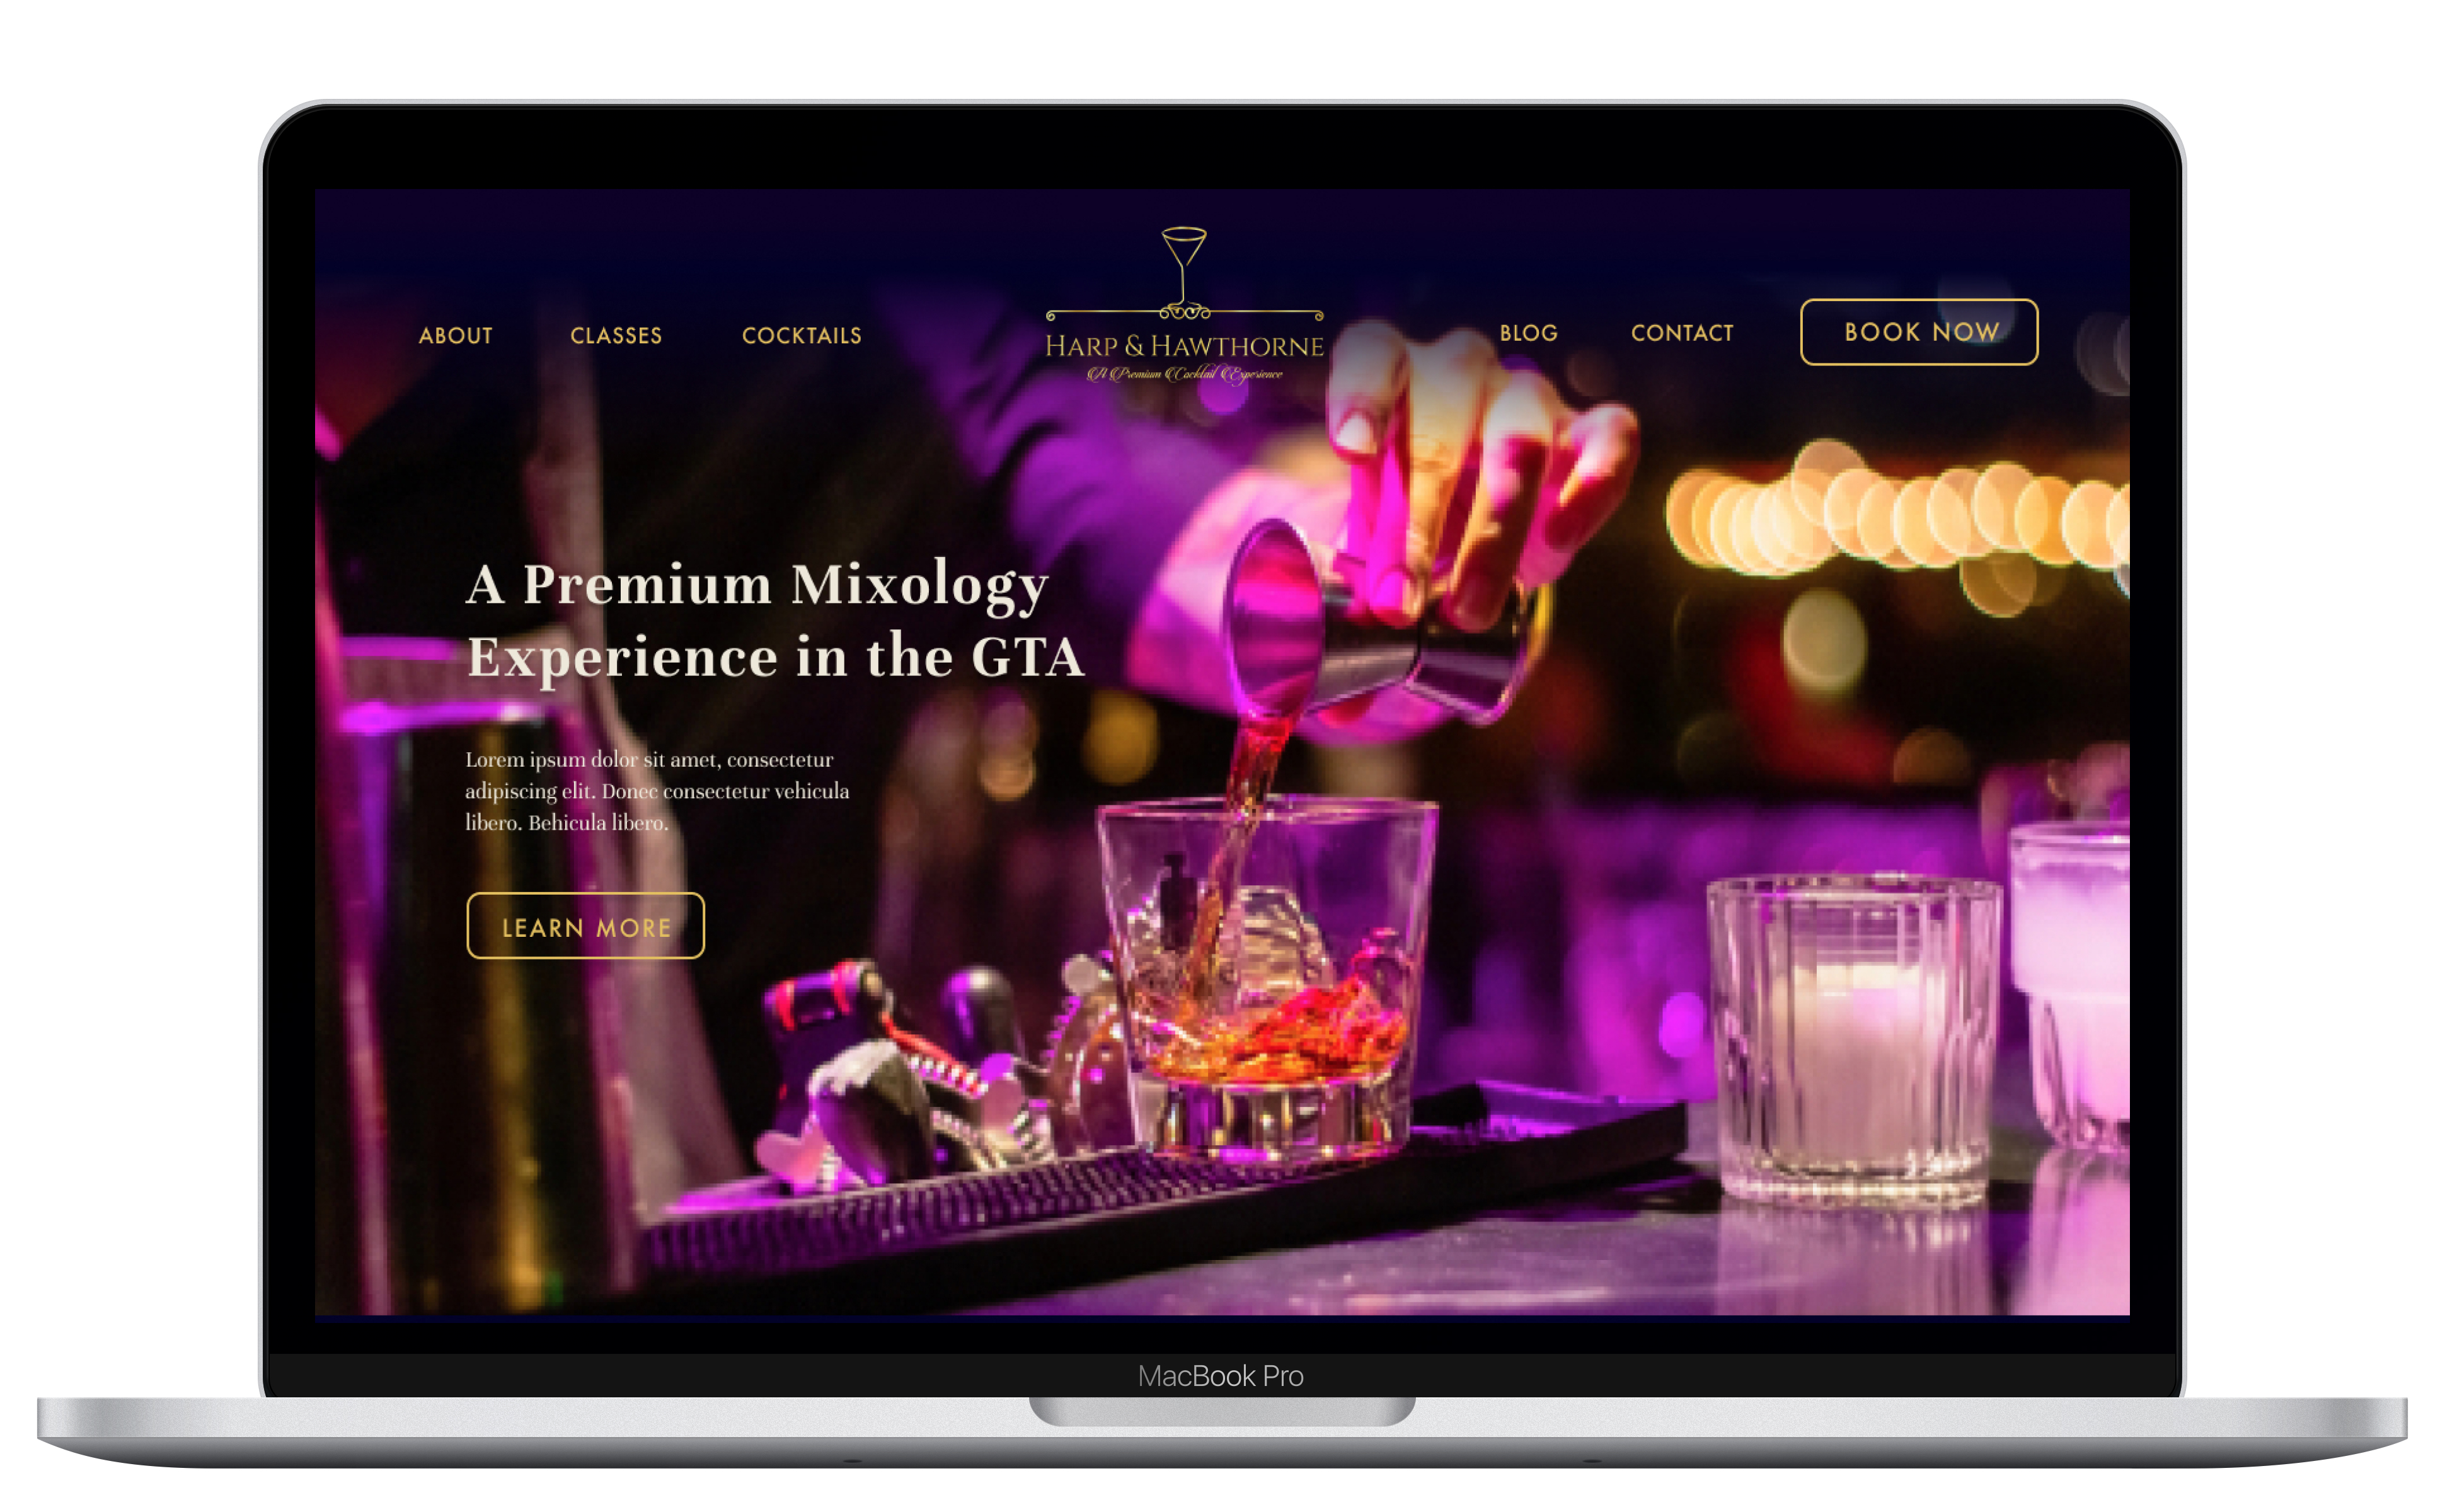 ABOUT CLASSES COCKTAILS
HARP & HAWTHORNE
A Premium Cocktail Experience
BLOG CONTACT BOOK NOW
A Premium Mixology
Experience in the GTA
Lorem ipsum dolor sit amet, consectetur
adipiscing elit. Donec consectetur vehicula
libero. Behicula libero.
LEARN MORE
MacBook Pro